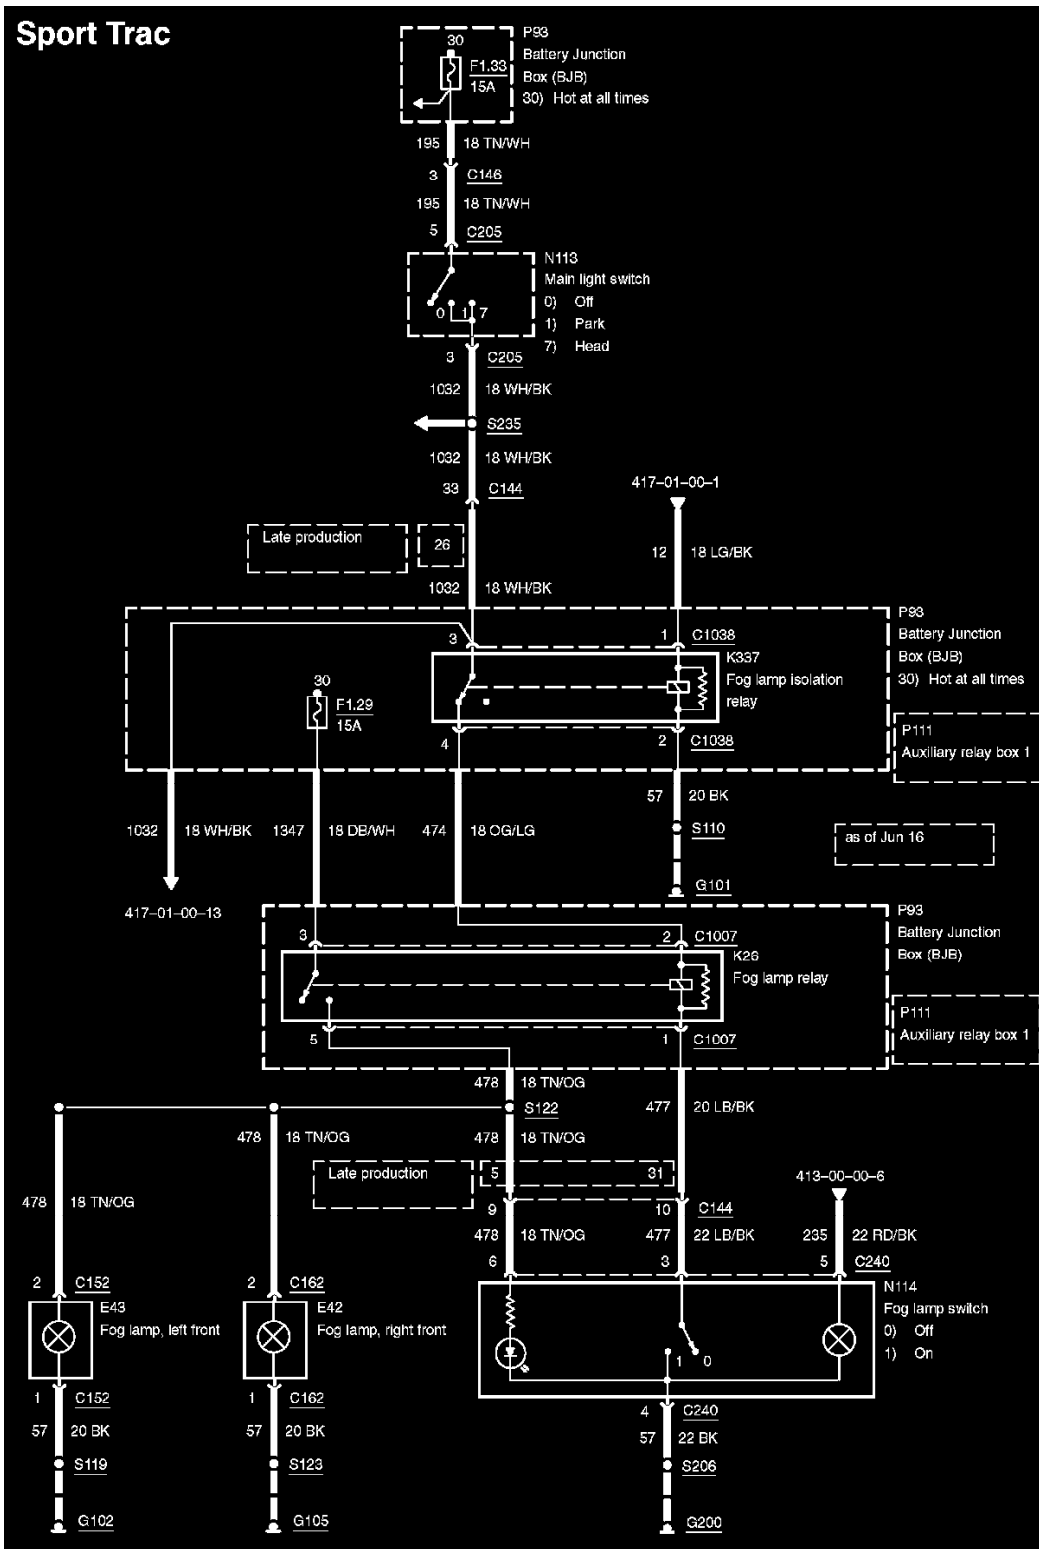 Sport Trac
P93
Battery Junction
Box (BJB)
30) Hot at all times
30
F1.33
15A
195 18 TN/WH
3 C146
195 18 TN/WH
5 C205
N113
Main light switch
0) Off
1) Park
7) Head
0 1 7
3 C205
1032 18 WH/BK
S235
1032 18 WH/BK
33 C144
417-01-00-1
Late production
26
12 18 LG/BK
1032 18 WH/BK
P93
Battery Junction
Box (BJB)
30) Hot at all times
3
1 C1038
K337
Fog lamp isolation
relay
30
F1.29
15A
4
2 C1038
P111
Auxiliary relay box 1
57 20 BK
1032 18 WH/BK
1347 18 DB/WH
474 18 OG/LG
S110
as of Jun 16
G101
417-01-00-13
P93
Battery Junction
Box (BJB)
3
2 C1007
K26
Fog lamp relay
5
1 C1007
P111
Auxiliary relay box 1
478 18 TN/OG
S122
477 20 LB/BK
478 18 TN/OG
478 18 TN/OG
Late production
5 31
413-00-00-6
478 18 TN/OG
9
10 C144
478 18 TN/OG
477 22 LB/BK
235 22 RD/BK
6
3
5 C240
2 C152
2 C162
N114
Fog lamp switch
0) Off
1) On
E43
Fog lamp, left front
E42
Fog lamp, right front
1 0
1 C152
1 C162
4 C240
57 20 BK
57 20 BK
57 22 BK
S119
S123
S206
G102
G105
G200